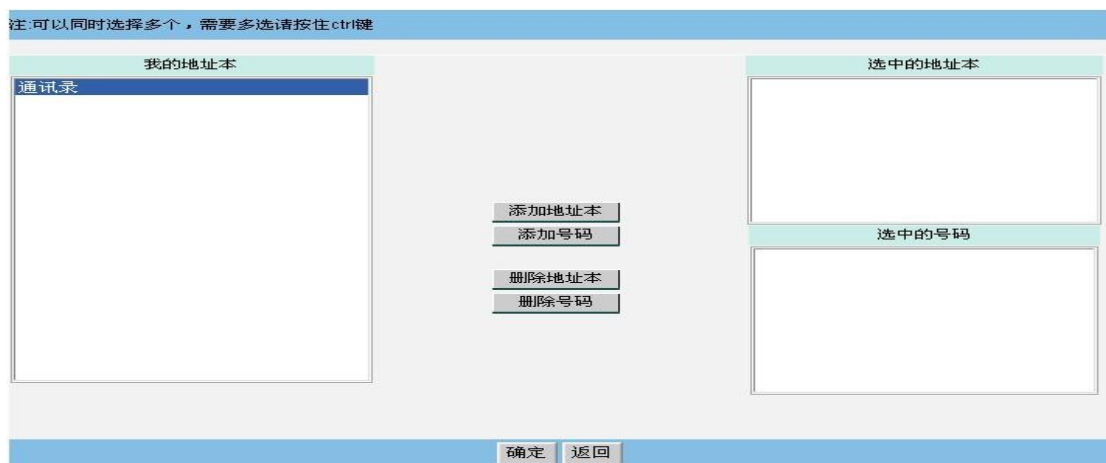 注:可以同时选择多个，需要多选请按住ctrl键
我的地址本
通讯录
添加地址本
添加号码
删除地址本
删除号码
选中的地址本
选中的号码
确定 返回